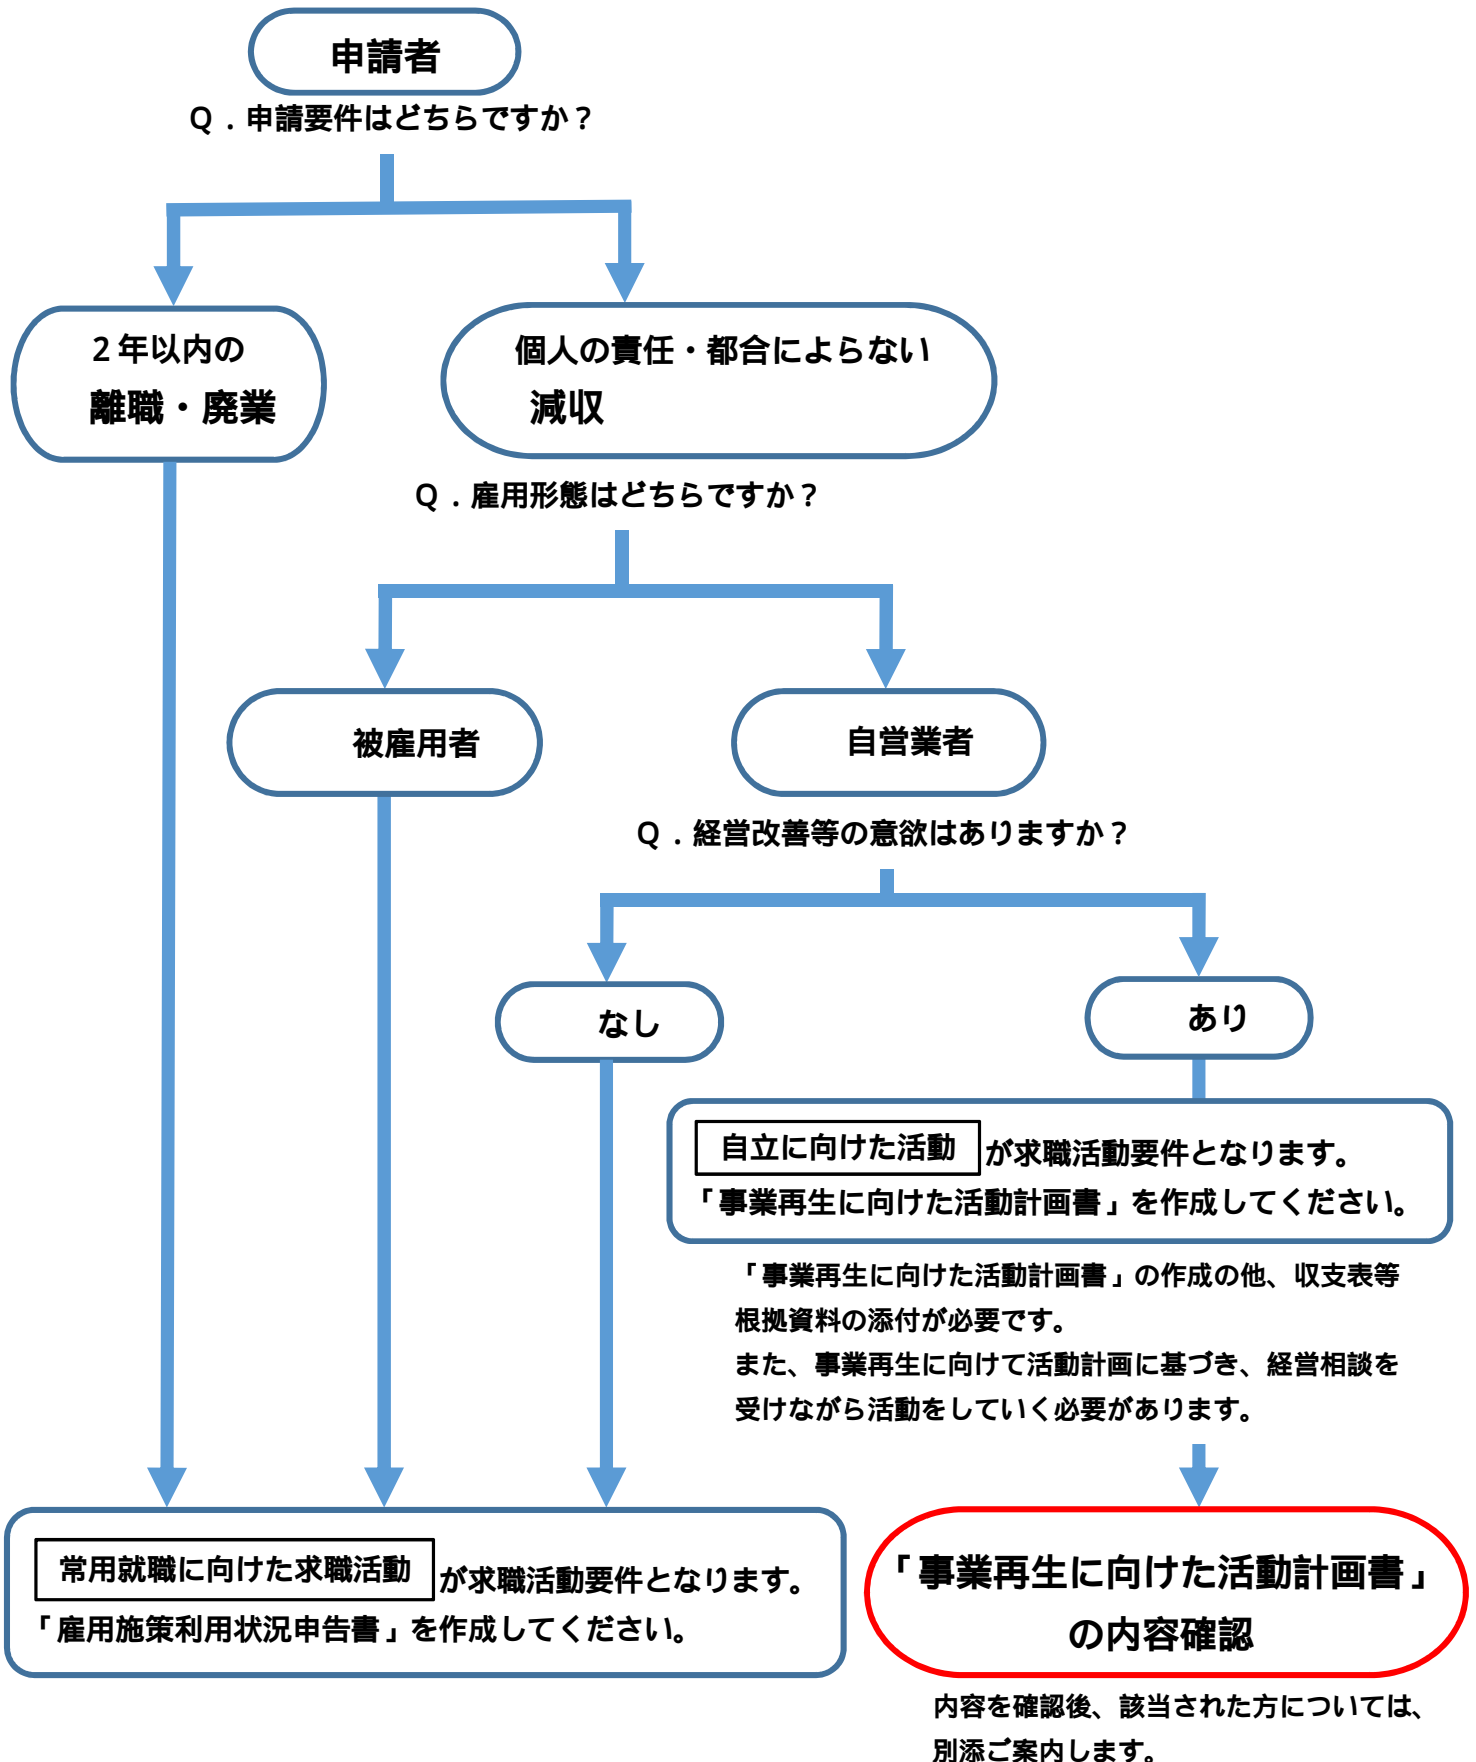 申請者
Ｑ．申請要件はどちらですか？
２年以内の
離職・廃業
個人の責任・都合によらない
減収
Ｑ．雇用形態はどちらですか？
被雇用者
自営業者
Ｑ．経営改善等の意欲はありますか？
なし
あり
自立に向けた活動 が求職活動要件となります。
「事業再生に向けた活動計画書」を作成してください。
「事業再生に向けた活動計画書」の作成の他、収支表等
根拠資料の添付が必要です。
また、事業再生に向けて活動計画に基づき、経営相談を
受けながら活動をしていく必要があります。
常用就職に向けた求職活動 が求職活動要件となります。
「雇用施策利用状況申告書」を作成してください。
「事業再生に向けた活動計画書」
の内容確認
内容を確認後、該当された方については、
別添ご案内します。